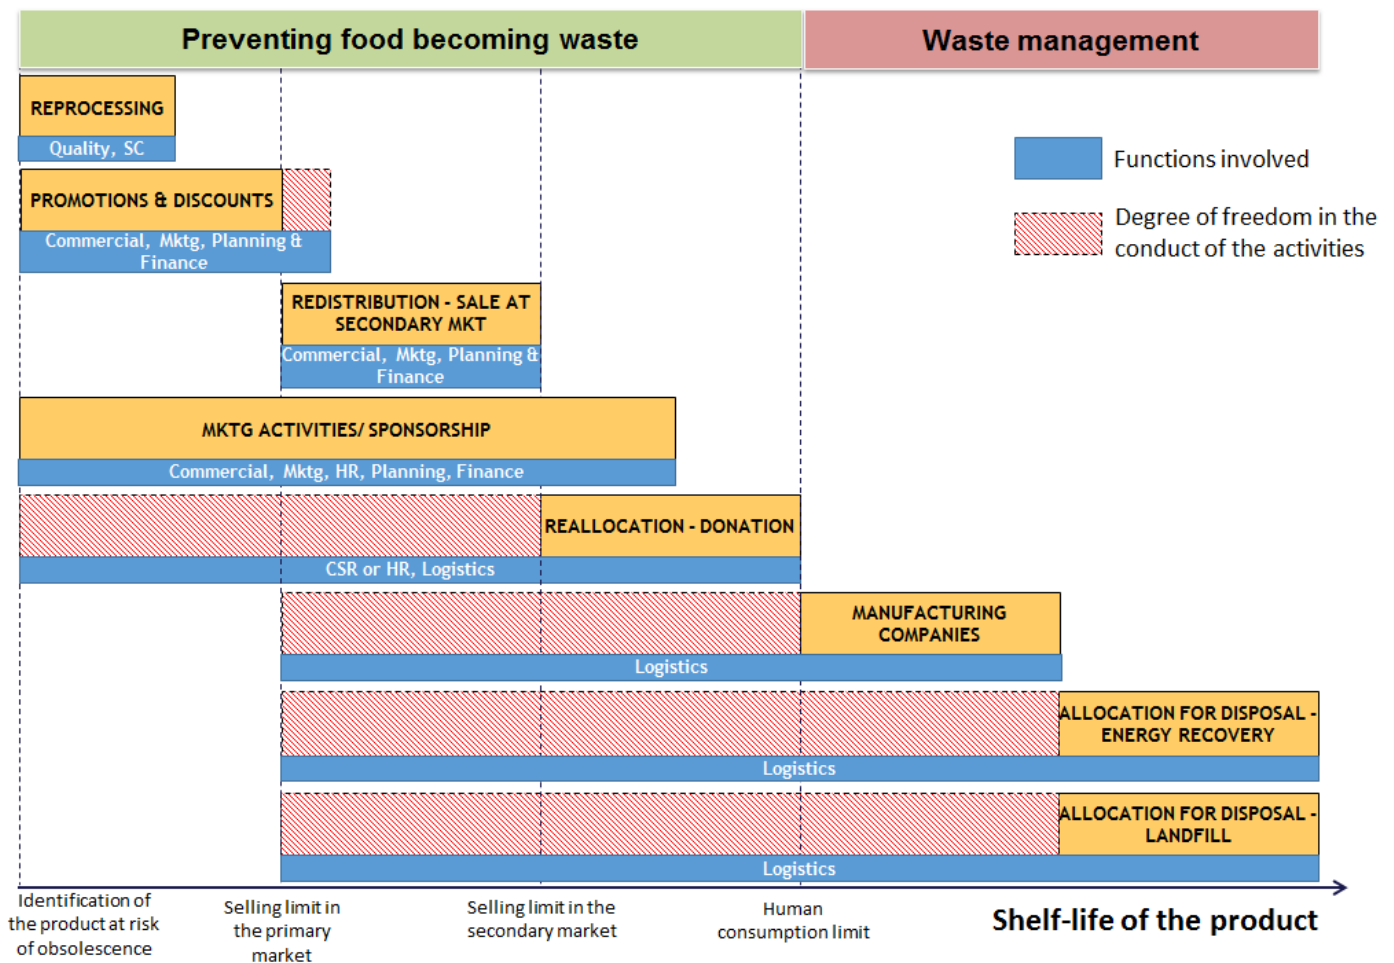 Preventing food becoming waste
Waste management
REPROCESSING
Quality, SC
Functions involved
PROMOTIONS & DISCOUNTS
Commercial, Mktg, Planning &
Finance
Degree of freedom in the
conduct of the activities
REDISTRIBUTION - SALE AT
SECONDARY MKT
Commercial, Mktg, Planning &
Finance
MKTG ACTIVITIES/ SPONSORSHIP
Commercial, Mktg, HR, Planning, Finance
REALLOCATION - DONATION
CSR or HR, Logistics
MANUFACTURING
COMPANIES
Logistics
ALLOCATION FOR DISPOSAL -
ENERGY RECOVERY
Logistics
ALLOCATION FOR DISPOSAL -
LANDFILL
Logistics
Identification of
the product at risk
of obsolescence
Selling limit in
the primary
market
Selling limit in the
secondary market
Human
consumption limit
Shelf-life of the product